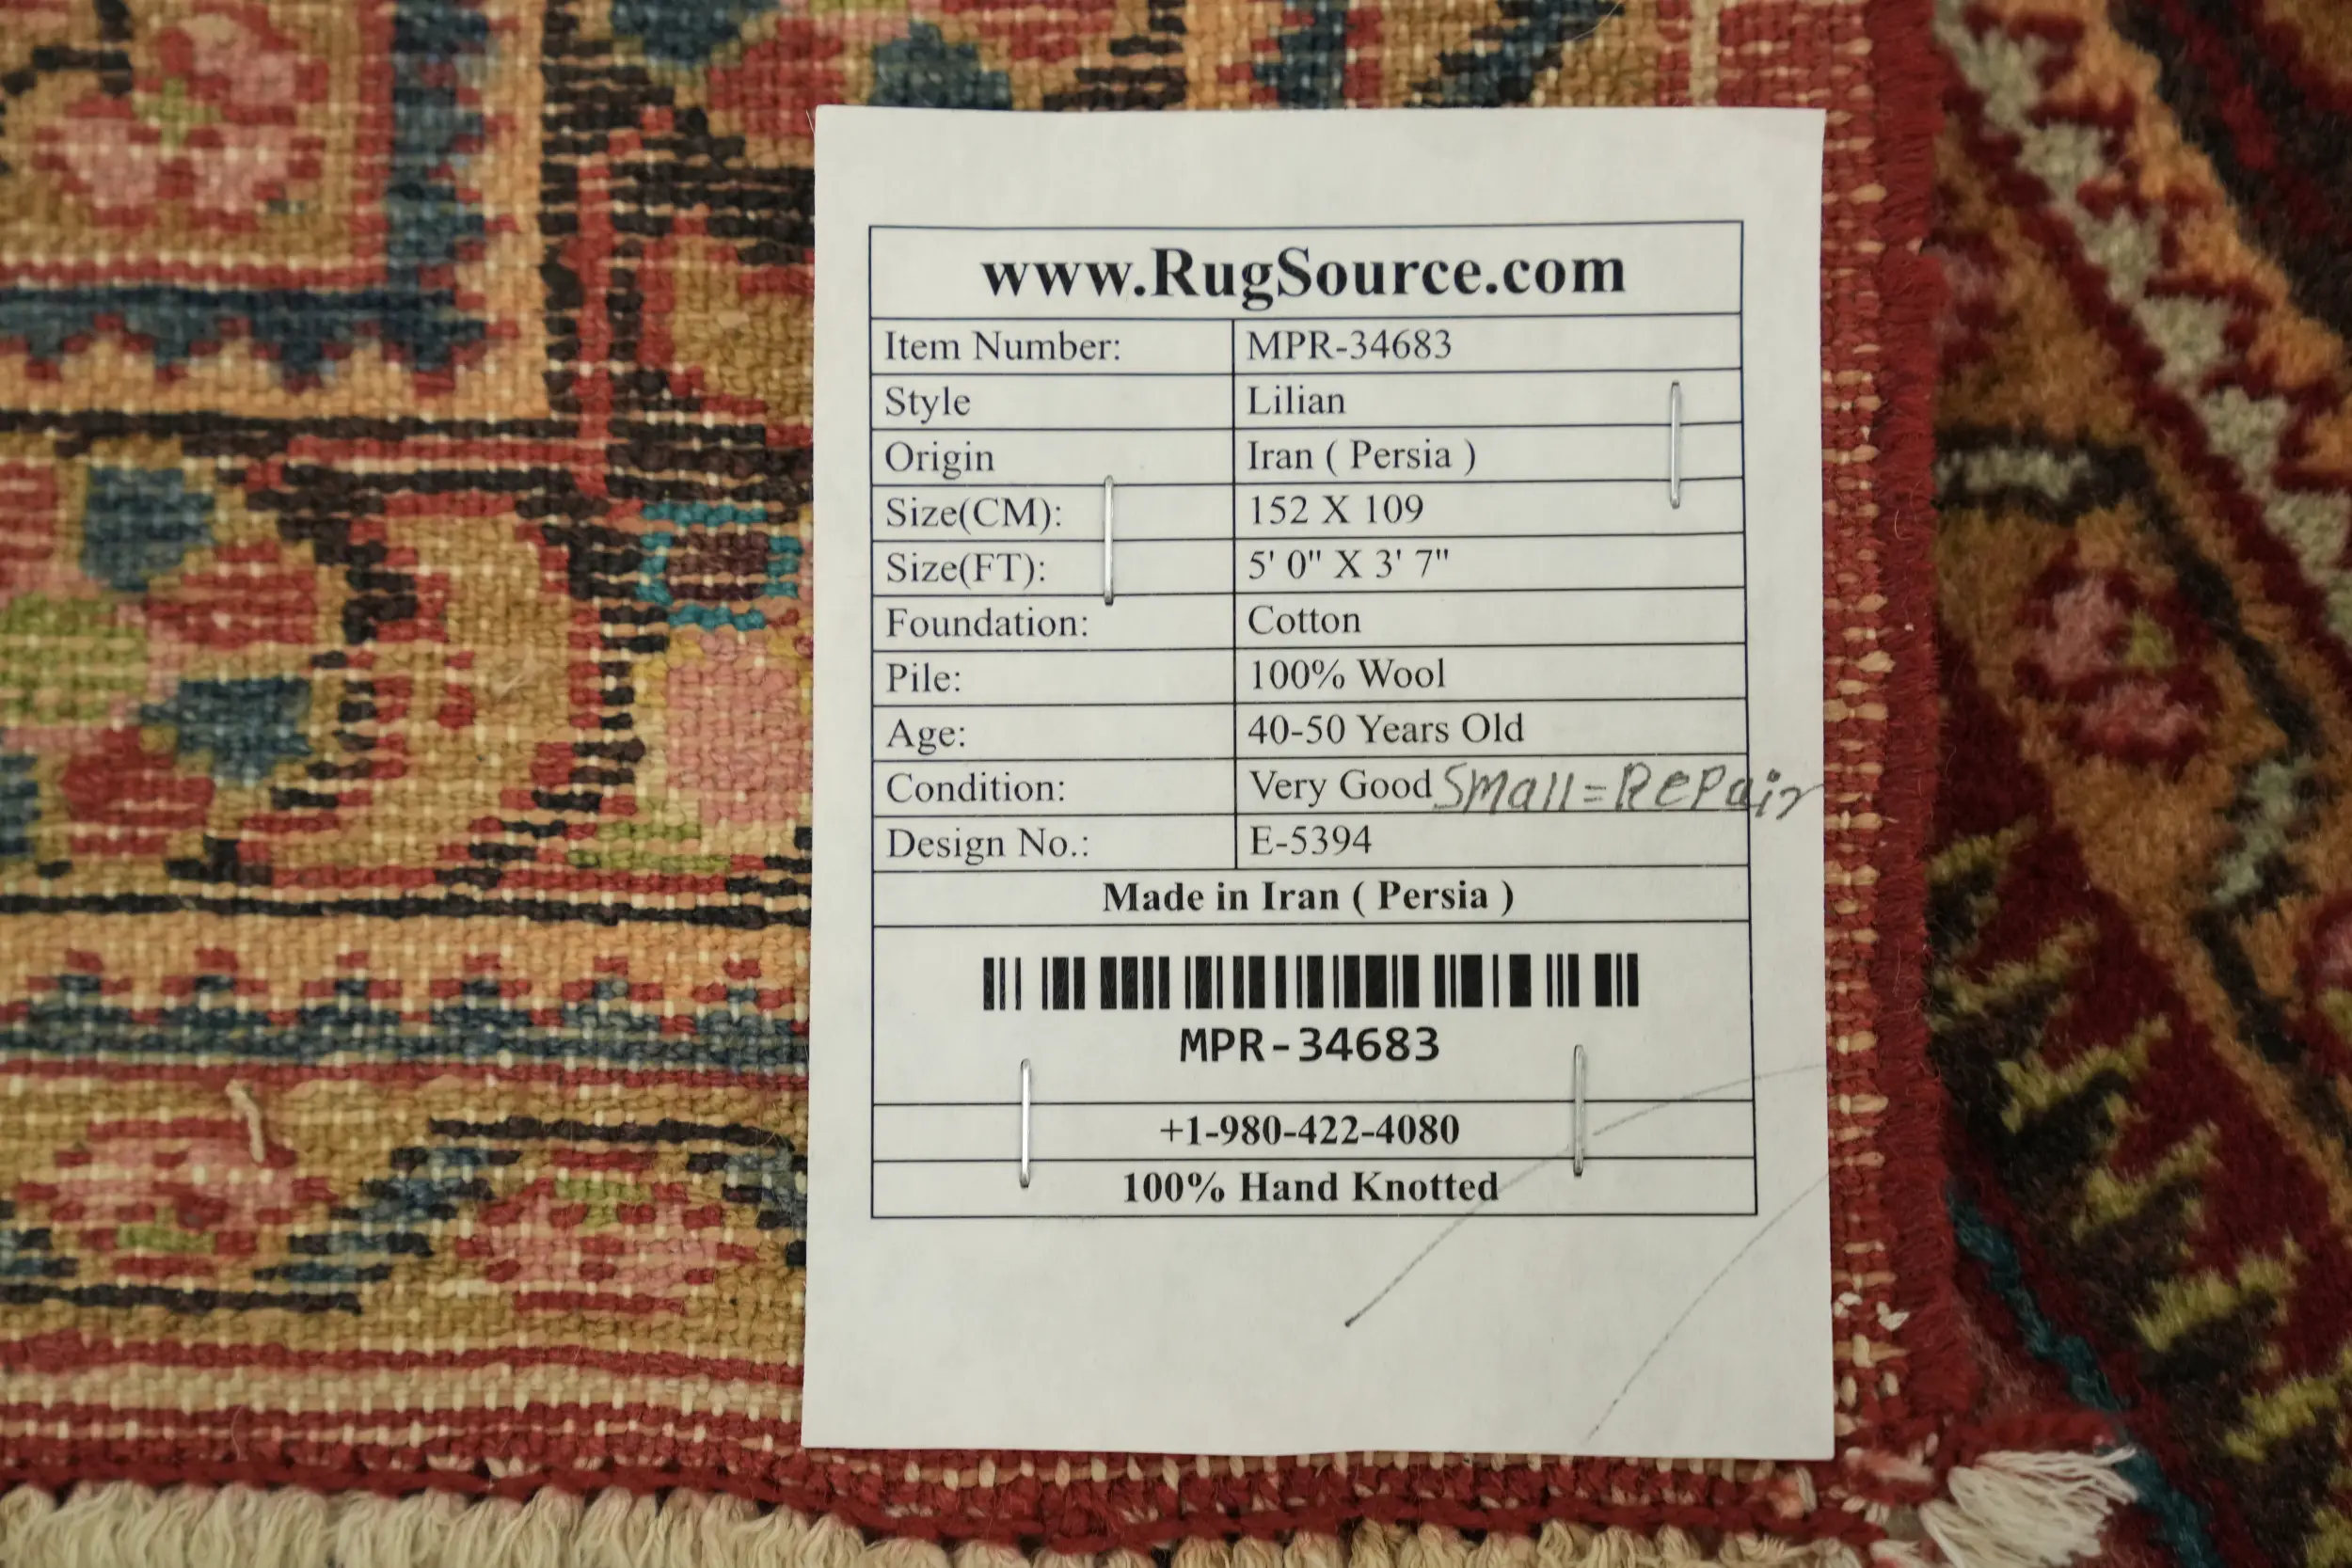 www.RugSource.com
Item Number: MPR-34683
Style Lilian
Origin Iran ( Persia )
Size(CM): 152 X 109
Size(FT): 5' 0" X 3' 7"
Foundation: Cotton
Pile: 100% Wool
Age: 40-50 Years Old
Condition: Very Good Small=Repair
Design No.: E-5394
Made in Iran ( Persia )
MPR-34683
+1-980-422-4080
100% Hand Knotted